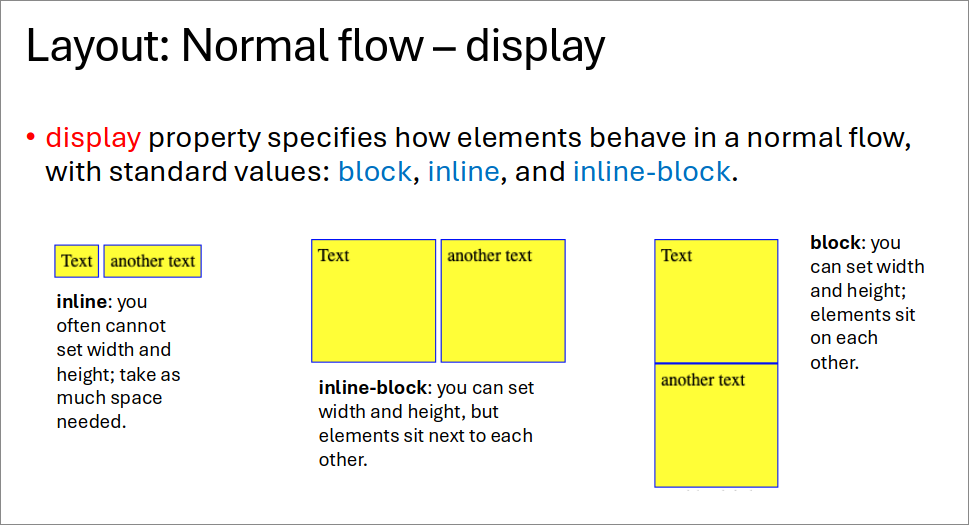 Layout: Normal flow – display
• display property specifies how elements behave in a normal flow,
with standard values: block, inline, and inline-block.
Text
another text
inline: you
often cannot
set width and
height; take as
much space
needed.
Text
another text
inline-block: you can set
width and height, but
elements sit next to each
other.
Text
another text
block: you
can set width
and height;
elements sit
on each
other.